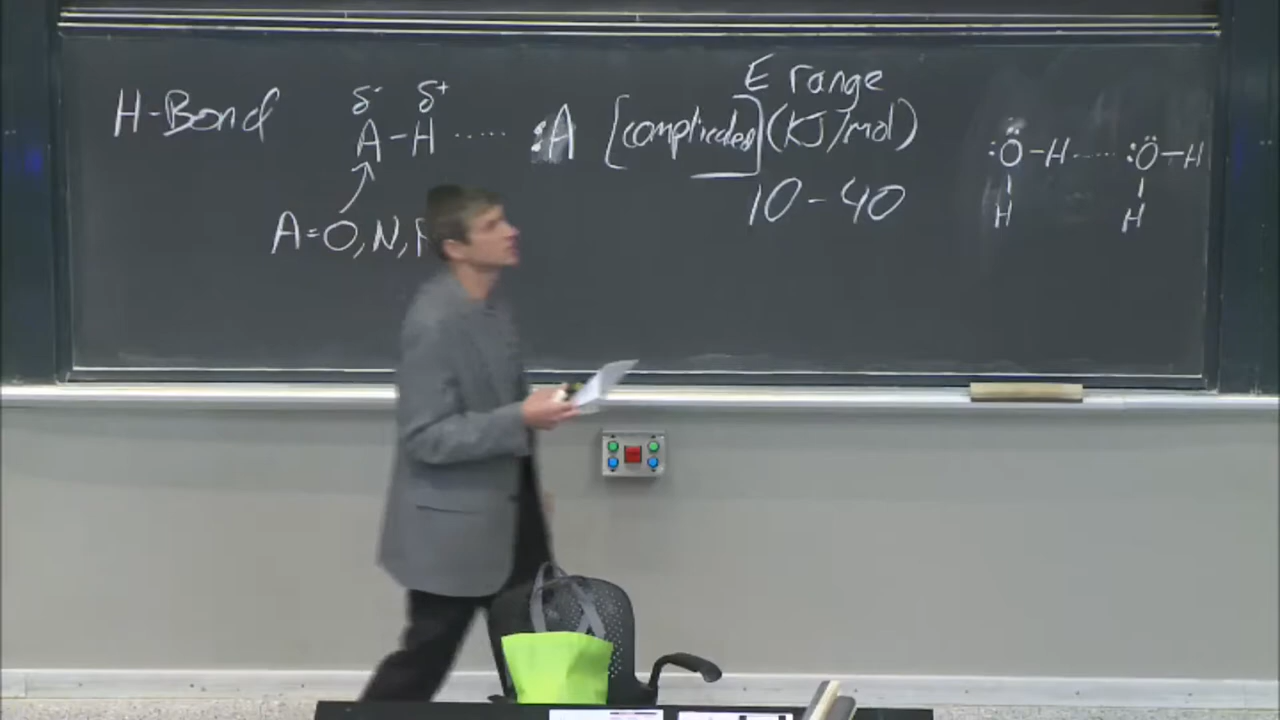 H-Bond
δ- δ+
A-H ····· :A
A=O,N,F
[complicated]
E range
(KJ/mol)
10-40
:Ö-H ····· :Ö-H
H H